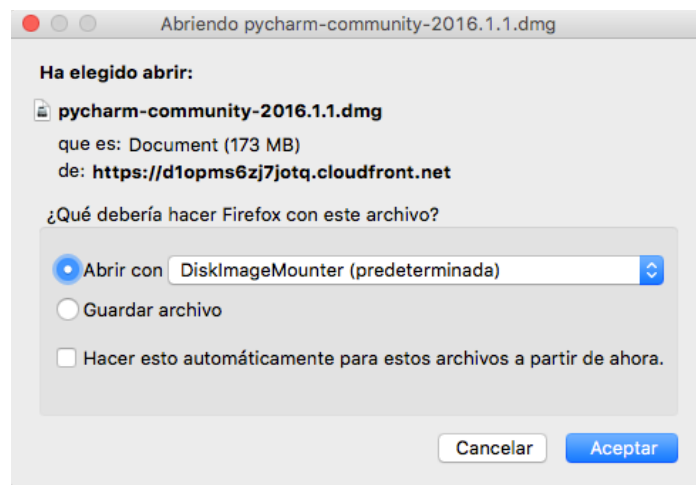 Abriendo pycharm-community-2016.1.1.dmg
Ha elegido abrir:
pycharm-community-2016.1.1.dmg
que es: Document (173 MB)
de: https://d1opms6zj7jotq.cloudfront.net
¿Qué debería hacer Firefox con este archivo?
Abrir con DiskImageMounter (predeterminada)
Guardar archivo
Hacer esto automáticamente para estos archivos a partir de ahora.
Cancelar Aceptar